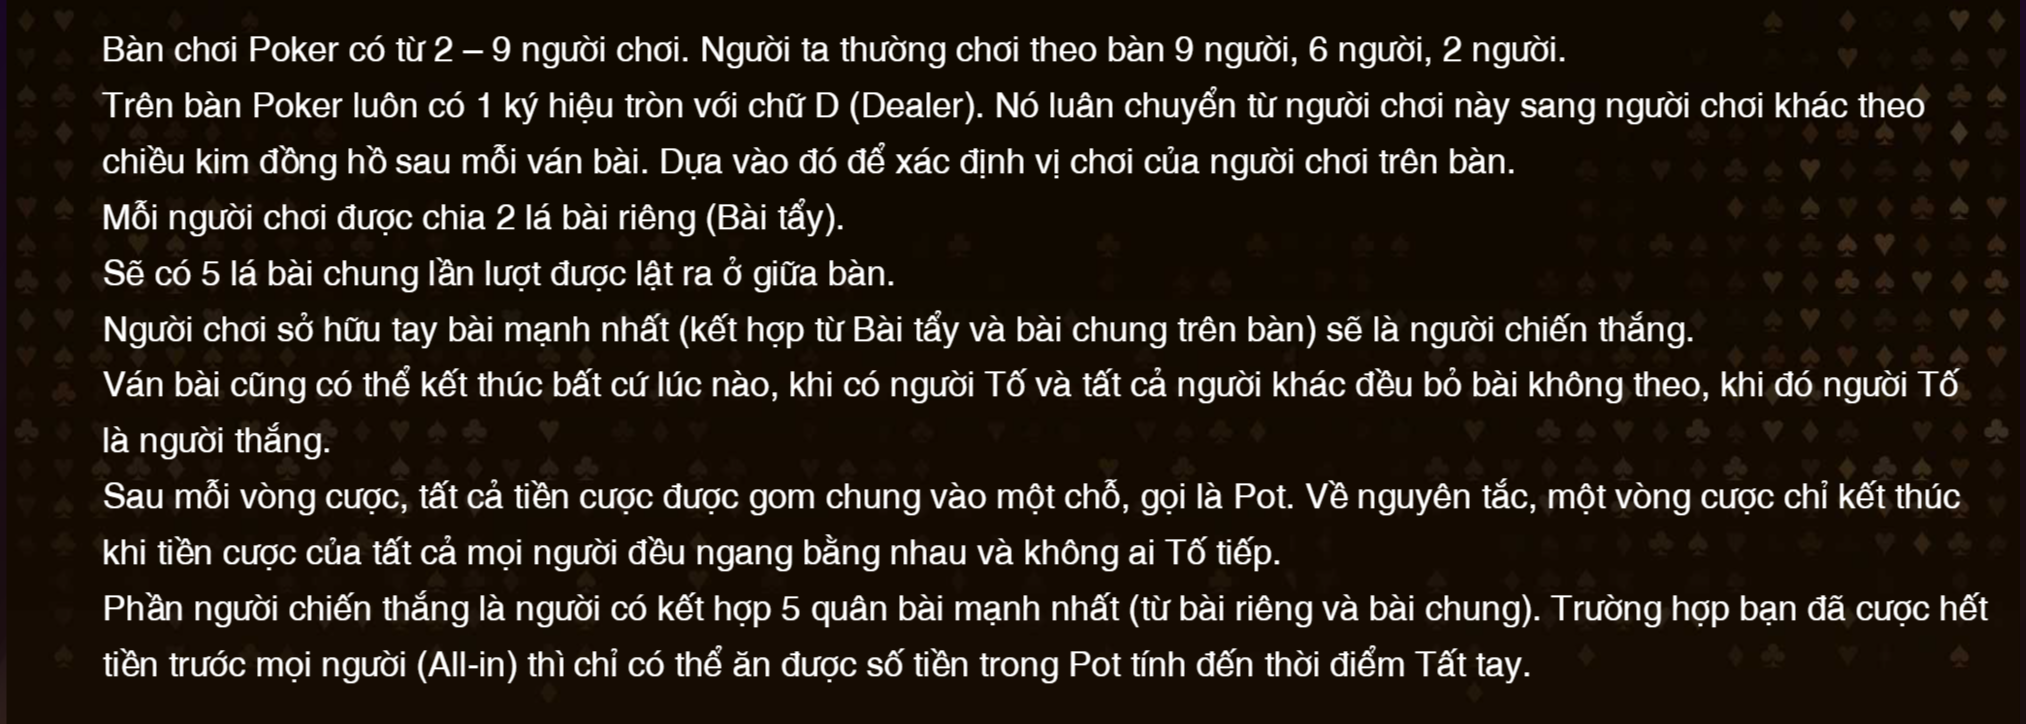 Bàn chơi Poker có từ 2 – 9 người chơi. Người ta thường chơi theo bàn 9 người, 6 người, 2 người.
Trên bàn Poker luôn có 1 ký hiệu tròn với chữ D (Dealer). Nó luân chuyển từ người chơi này sang người chơi khác theo
chiều kim đồng hồ sau mỗi ván bài. Dựa vào đó để xác định vị chơi của người chơi trên bàn.
Mỗi người chơi được chia 2 lá bài riêng (Bài tẩy).
Sẽ có 5 lá bài chung lần lượt được lật ra ở giữa bàn.
Người chơi sở hữu tay bài mạnh nhất (kết hợp từ Bài tẩy và bài chung trên bàn) sẽ là người chiến thắng.
Ván bài cũng có thể kết thúc bất cứ lúc nào, khi có người Tố và tất cả người khác đều bỏ bài không theo, khi đó người Tố
là người thắng.
Sau mỗi vòng cược, tất cả tiền cược được gom chung vào một chỗ, gọi là Pot. Về nguyên tắc, một vòng cược chỉ kết thúc
khi tiền cược của tất cả mọi người đều ngang bằng nhau và không ai Tố tiếp.
Phần người chiến thắng là người có kết hợp 5 quân bài mạnh nhất (từ bài riêng và bài chung). Trường hợp bạn đã cược hết
tiền trước mọi người (All-in) thì chỉ có thể ăn được số tiền trong Pot tính đến thời điểm Tất tay.